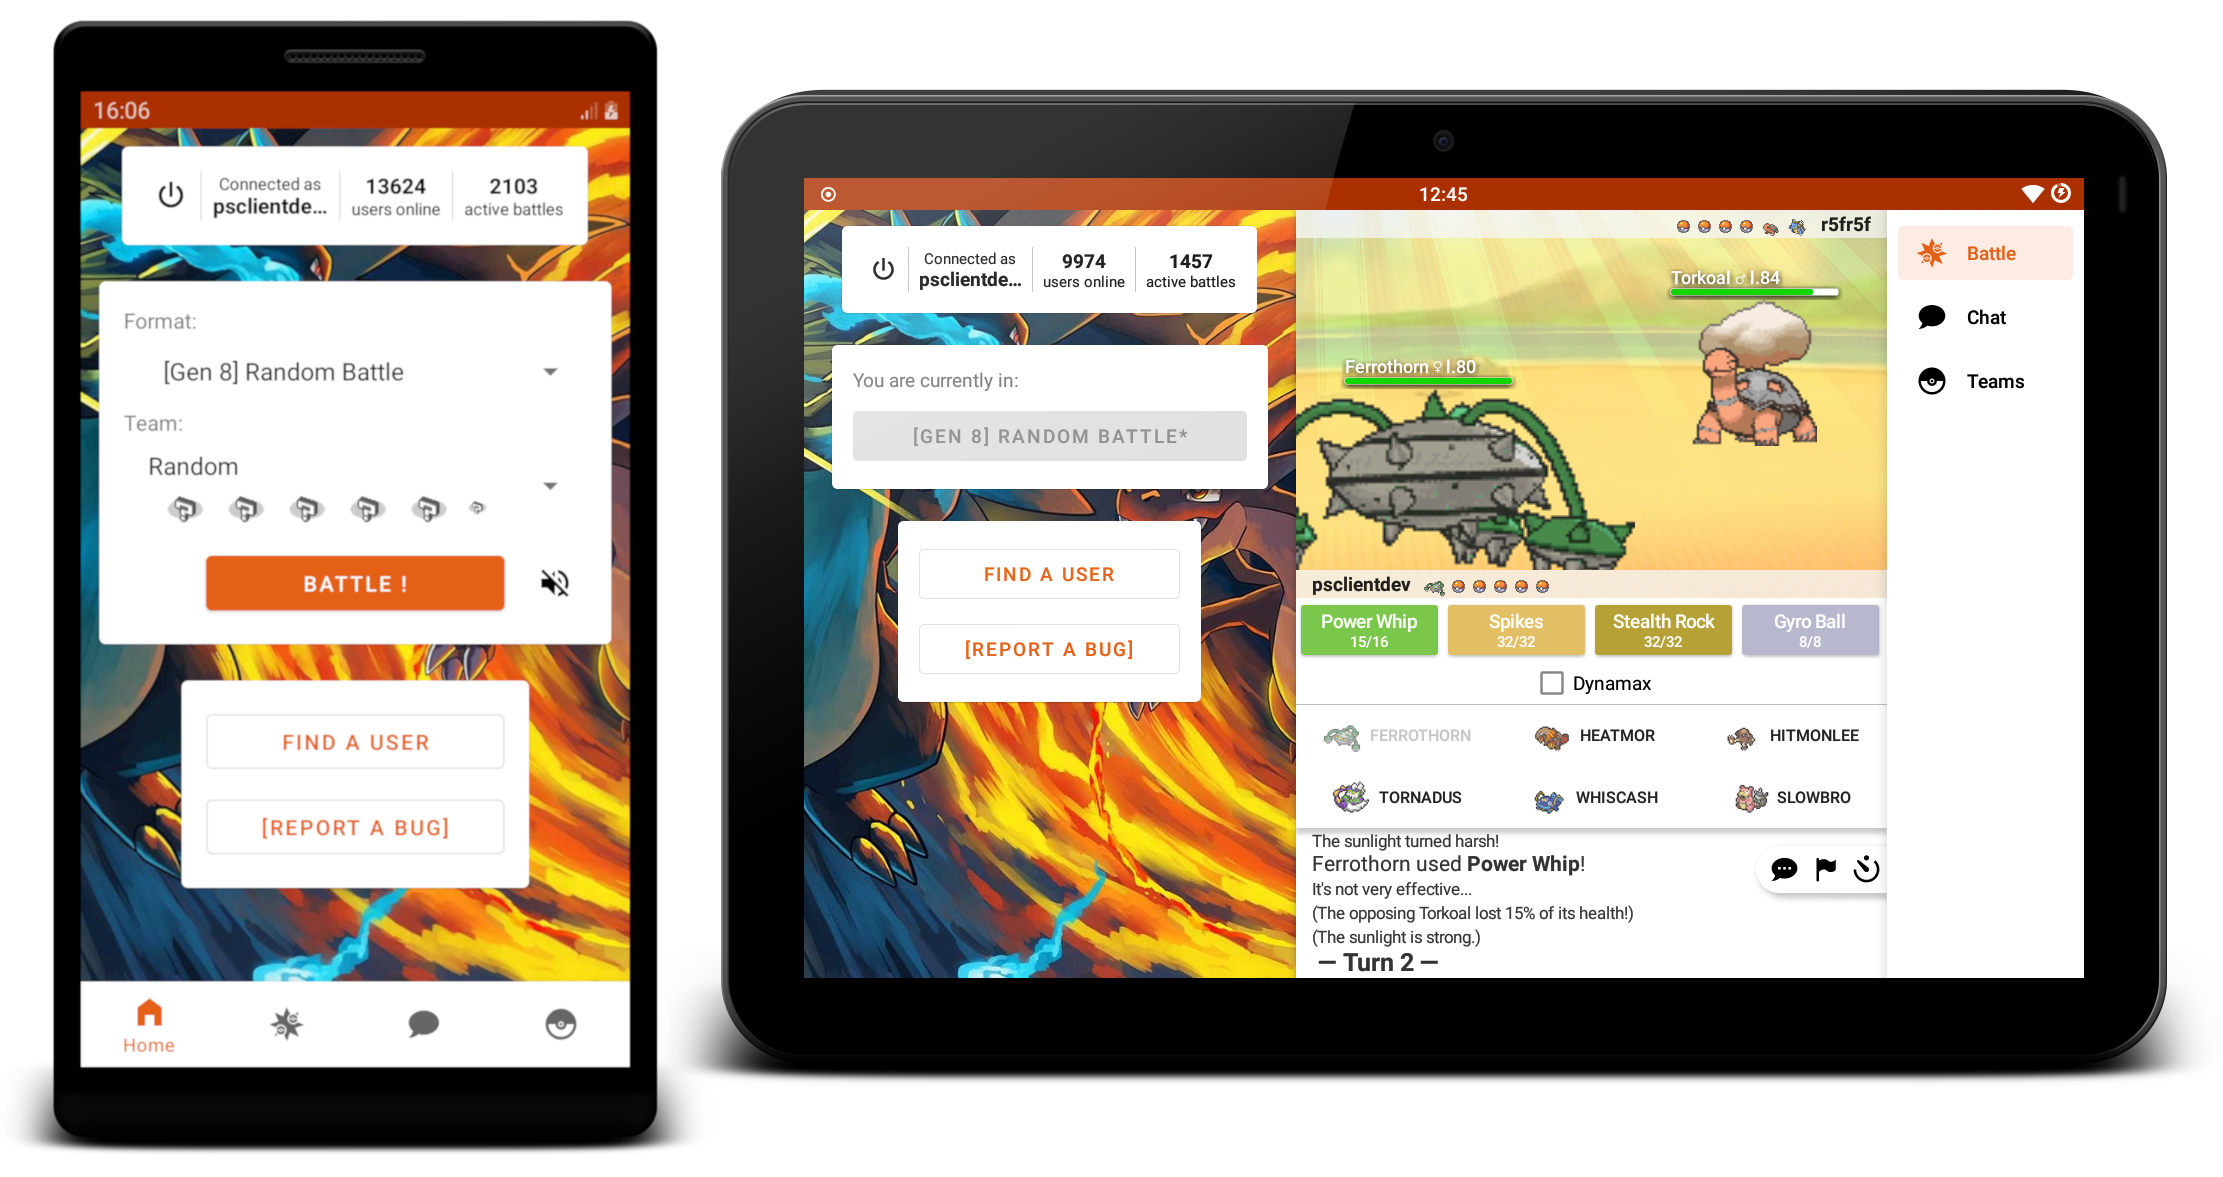 16:06
Connected as
psclientde...
13624
users online
2103
active battles
Format:
[Gen 8] Random Battle
Team:
Random
BATTLE !
FIND A USER
[REPORT A BUG]
Home
12:45
Connected as
psclientde...
9974
users online
1457
active battles
You are currently in:
[GEN 8] RANDOM BATTLE*
FIND A USER
[REPORT A BUG]
r5fr5f
Torkoal ♂ l.84
Ferrothorn ♀ l.80
psclientdev
Power Whip
15/16
Spikes
32/32
Stealth Rock
32/32
Gyro Ball
8/8
Dynamax
FERROTHORN
HEATMOR
HITMONLEE
TORNADUS
WHISCASH
SLOWBRO
The sunlight turned harsh!
Ferrothorn used Power Whip!
It's not very effective...
(The opposing Torkoal lost 15% of its health!)
(The sunlight is strong.)
— Turn 2 —
Battle
Chat
Teams